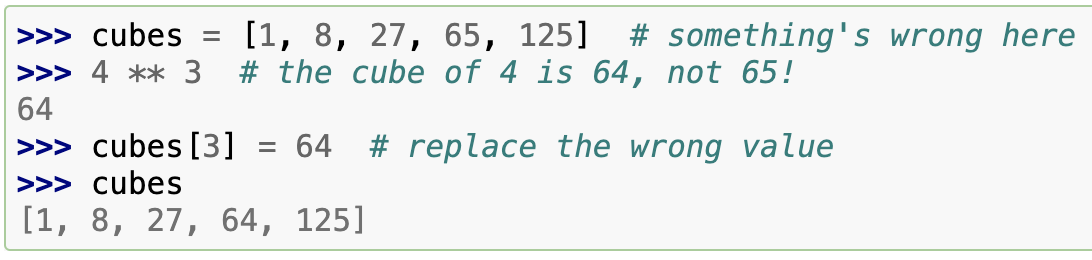 >>> cubes = [1, 8, 27, 65, 125]  # something's wrong here
>>> 4 ** 3  # the cube of 4 is 64, not 65!
64
>>> cubes[3] = 64  # replace the wrong value
>>> cubes
[1, 8, 27, 64, 125]